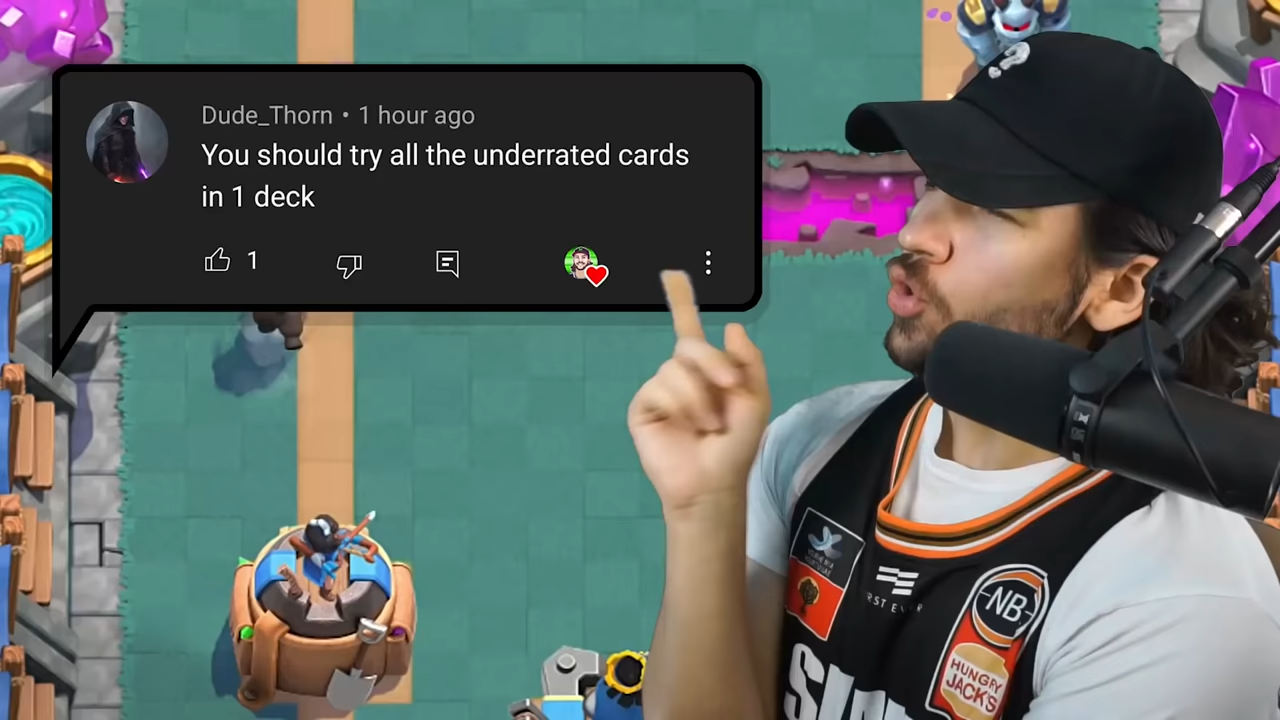 Dude_Thorn • 1 hour ago
You should try all the underrated cards
in 1 deck
1
?
NB
HUNGRY
JACK'S